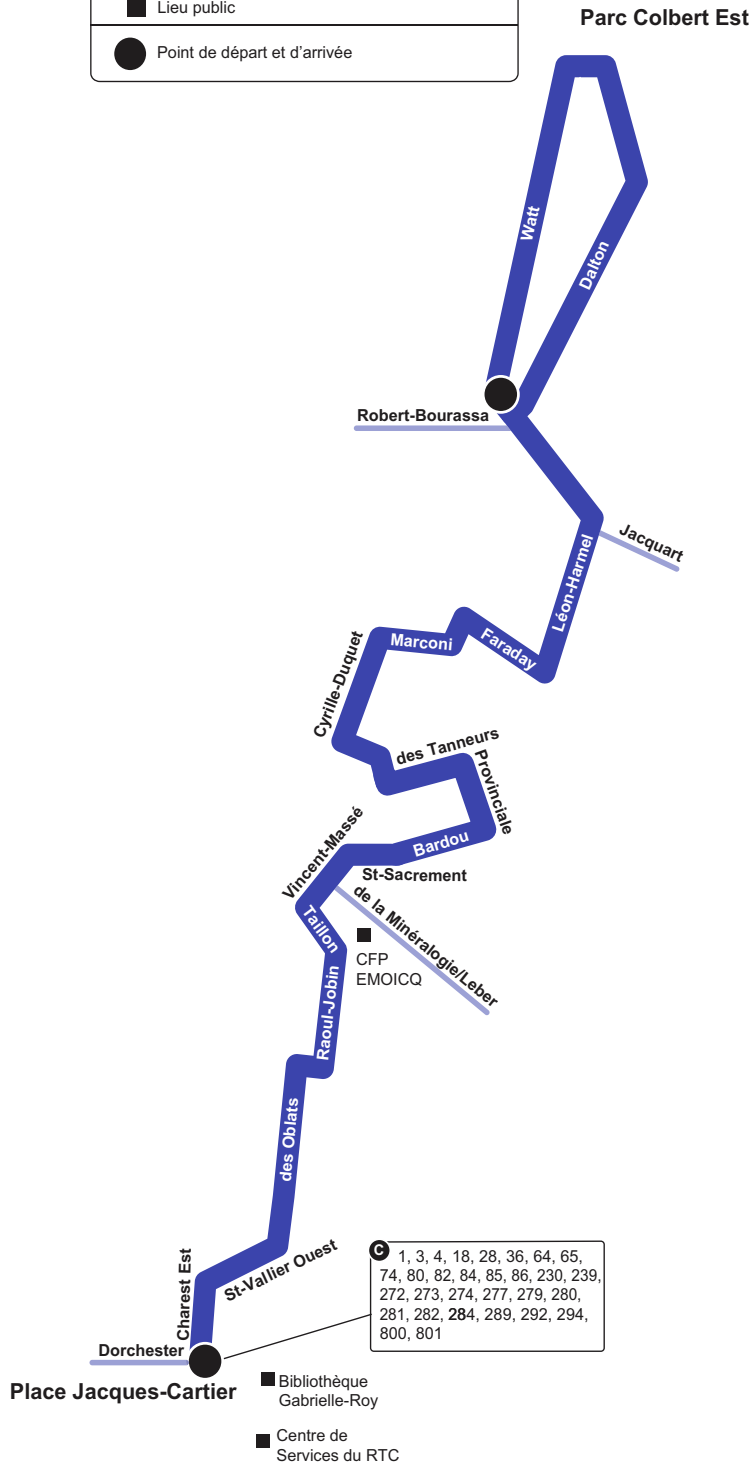 Lieu public
Point de départ et d'arrivée
Parc Colbert Est
Watt
Dalton
Robert-Bourassa
Jacquart
Léon-Harmel
Faraday
Marconi
Cyrille-Duquet
des Tanneurs
Provinciale
Bardou
St-Sacrement
Vincent-Massé
de la Minéralogie/Leber
Taillon
CFP
EMOICQ
Raoul-Jobin
des Oblats
St-Vallier Ouest
Charest Est
C 1, 3, 4, 18, 28, 36, 64, 65,
74, 80, 82, 84, 85, 86, 230, 239,
272, 273, 274, 277, 279, 280,
281, 282, 284, 289, 292, 294,
800, 801
Dorchester
Place Jacques-Cartier
Bibliothèque
Gabrielle-Roy
Centre de
Services du RTC